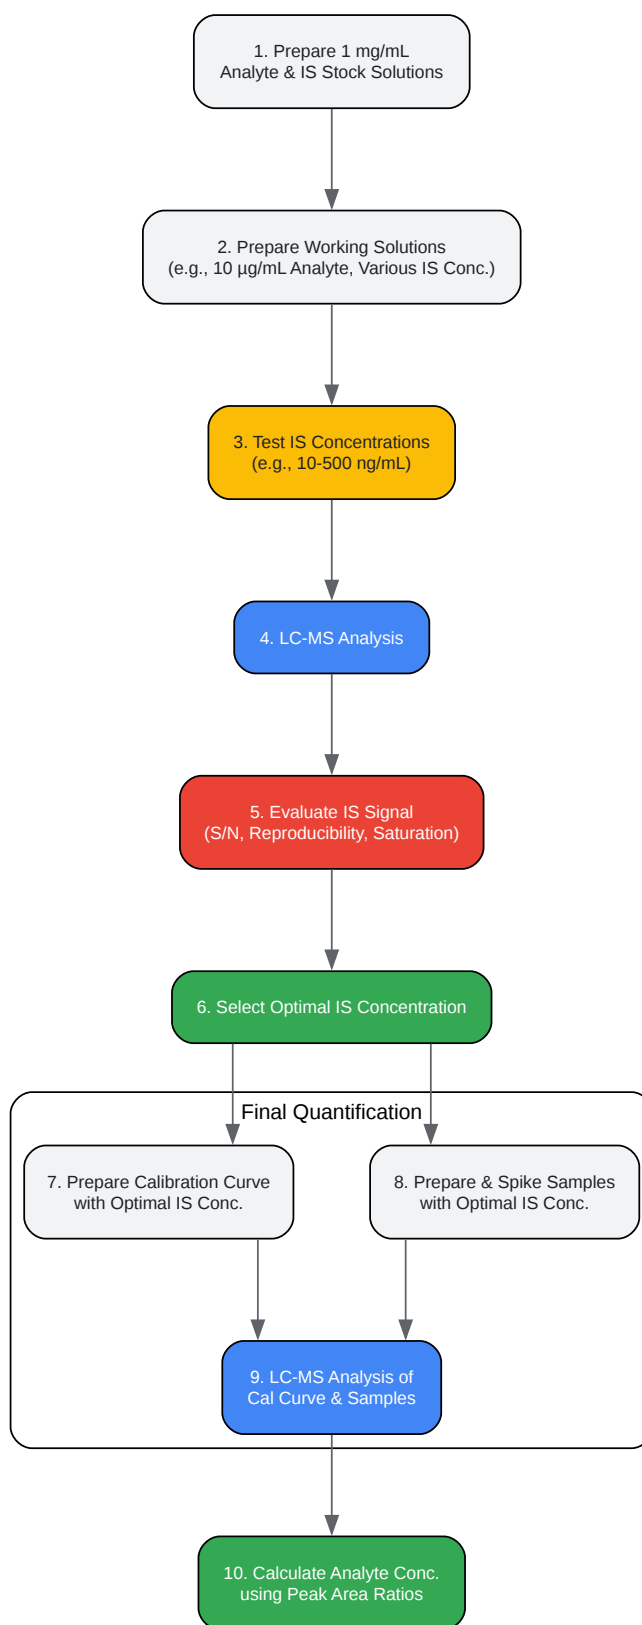 1. Prepare 1 mg/mL
Analyte & IS Stock Solutions
2. Prepare Working Solutions
(e.g., 10 µg/mL Analyte, Various IS Conc.)
3. Test IS Concentrations
(e.g., 10-500 ng/mL)
4. LC-MS Analysis
5. Evaluate IS Signal
(S/N, Reproducibility, Saturation)
6. Select Optimal IS Concentration
Final Quantification
7. Prepare Calibration Curve
with Optimal IS Conc.
8. Prepare & Spike Samples
with Optimal IS Conc.
9. LC-MS Analysis of
Cal Curve & Samples
10. Calculate Analyte Conc.
using Peak Area Ratios